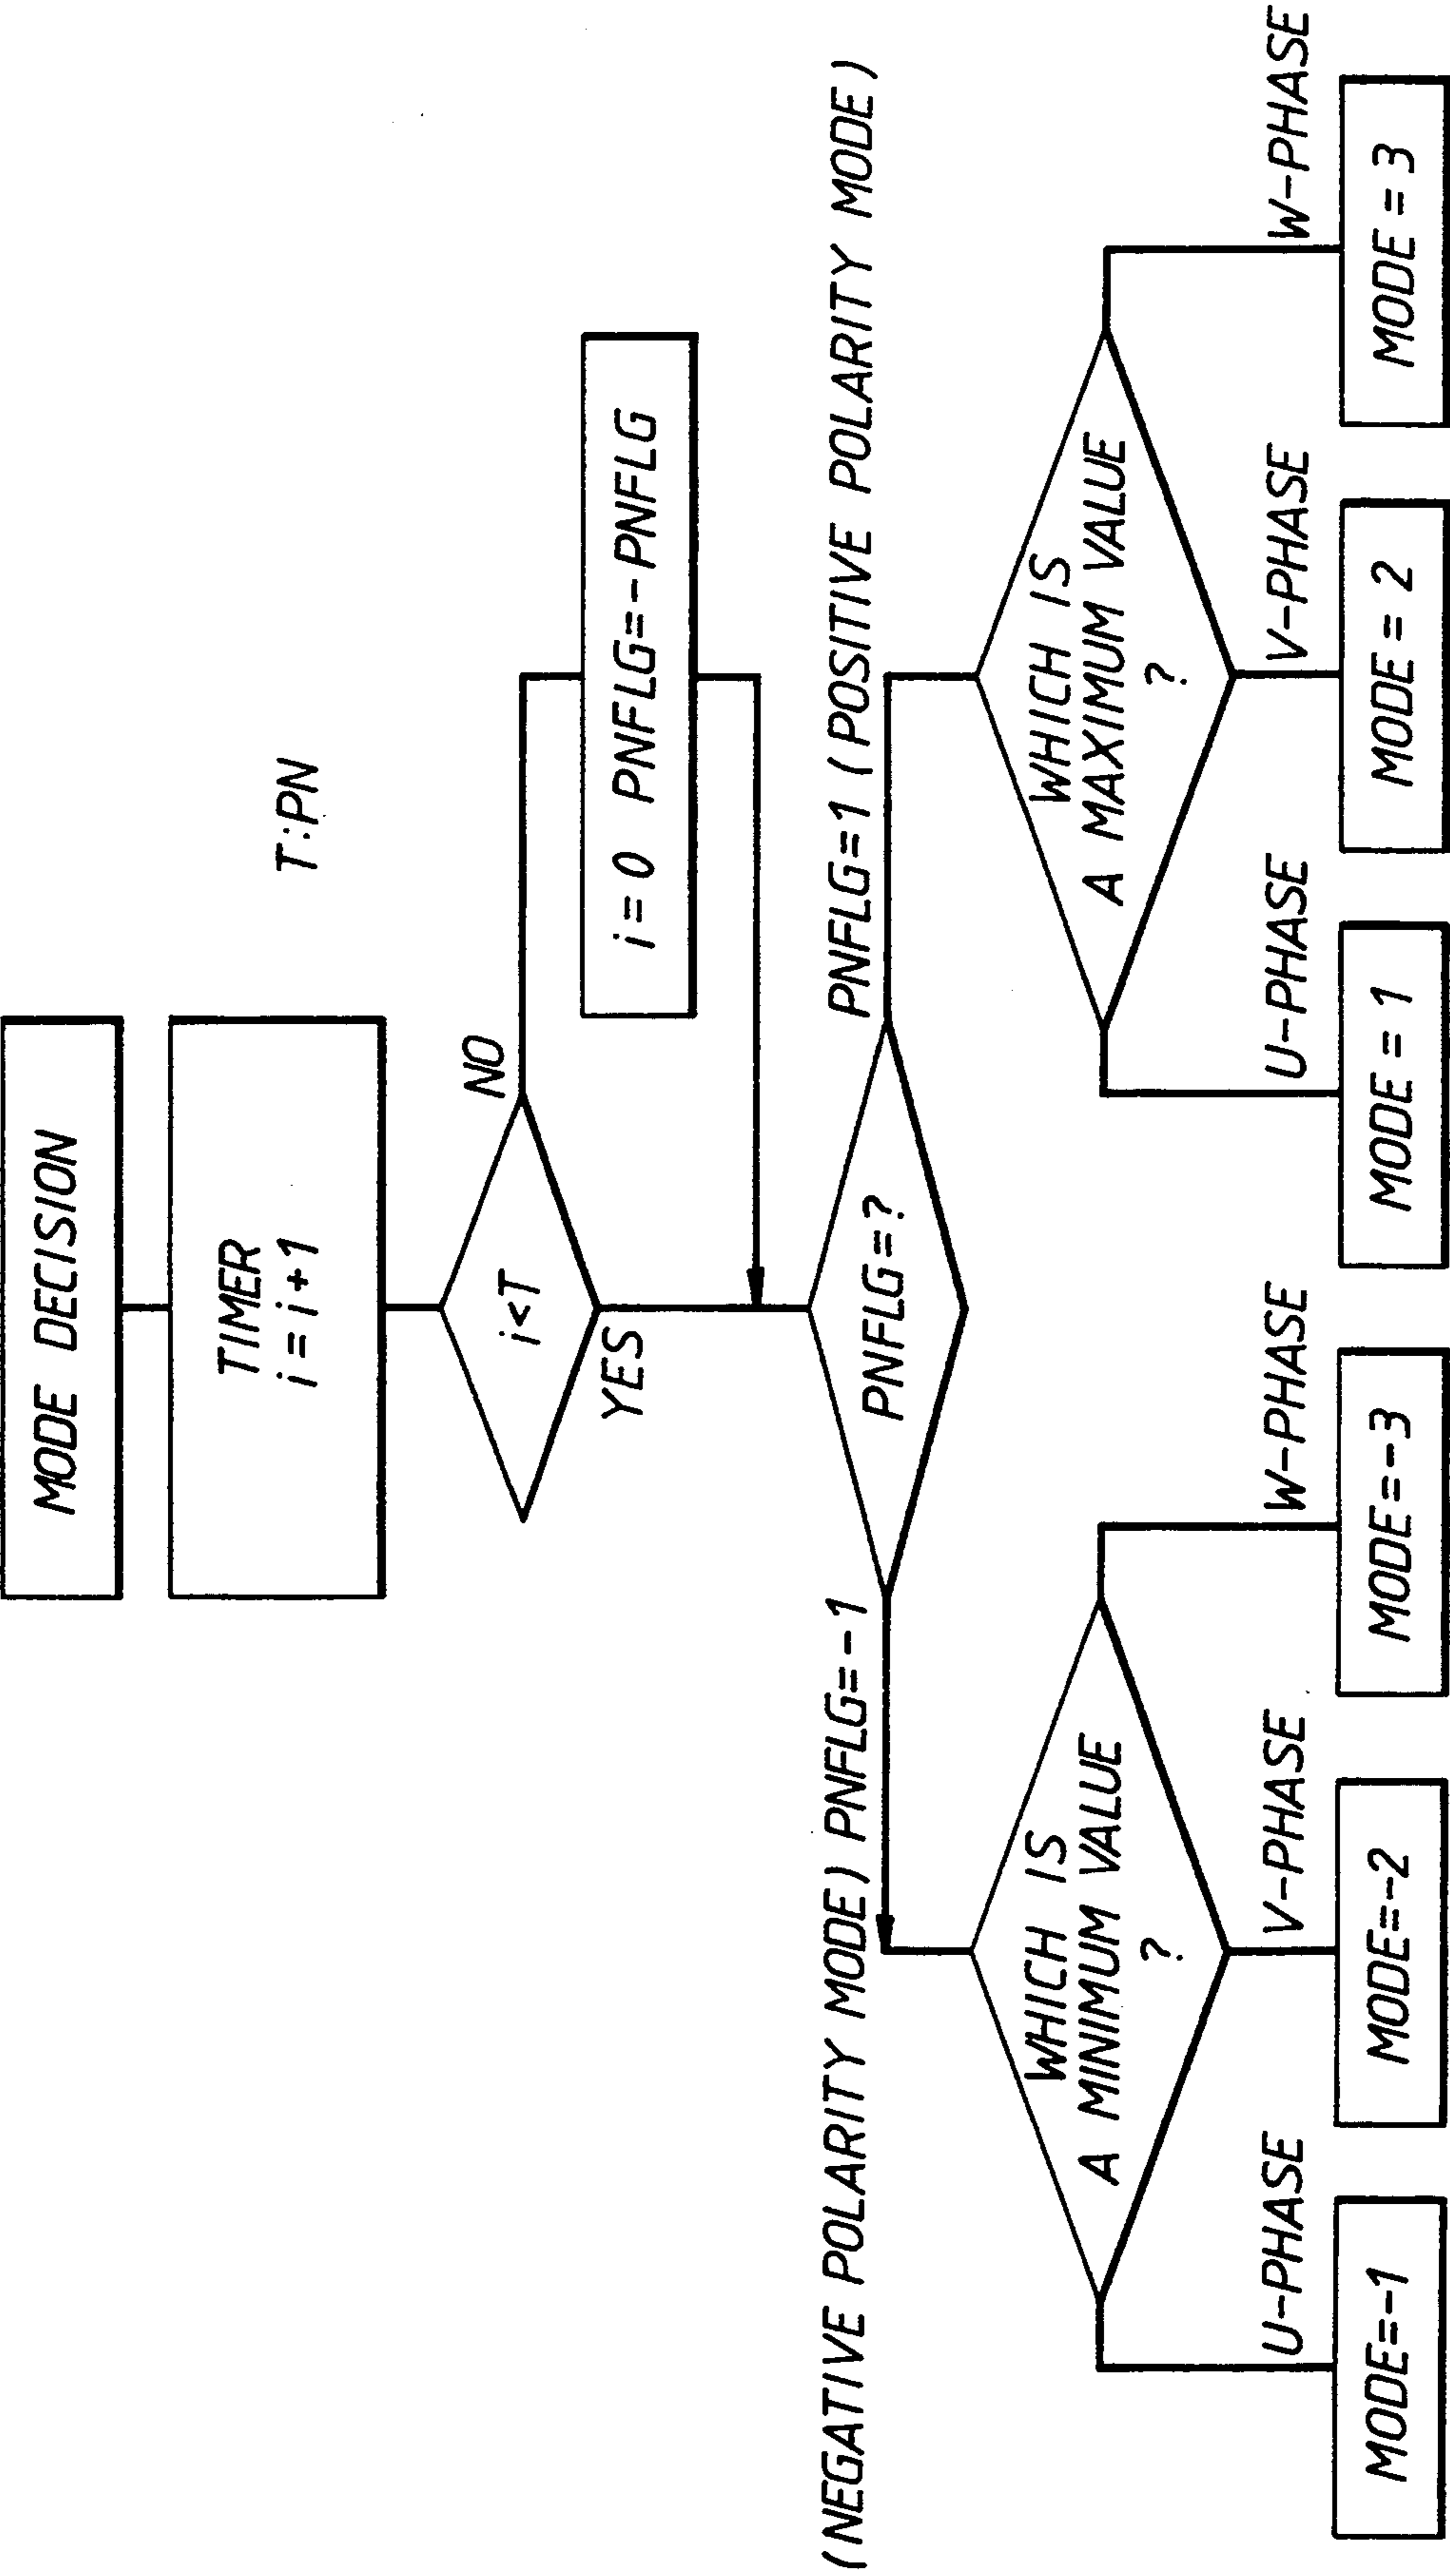 MODE DECISION
TIMER
i = i + 1
T:PN
i<T
NO
YES
i = 0 PNFLG=-PNFLG
PNFLG=?
(NEGATIVE POLARITY MODE) PNFLG=-1
PNFLG=1 (POSITIVE POLARITY MODE)
WHICH IS
A MINIMUM VALUE
?
WHICH IS
A MAXIMUM VALUE
?
U-PHASE
V-PHASE
W-PHASE
U-PHASE
V-PHASE
W-PHASE
MODE=-1
MODE=-2
MODE=-3
MODE = 1
MODE = 2
MODE = 3